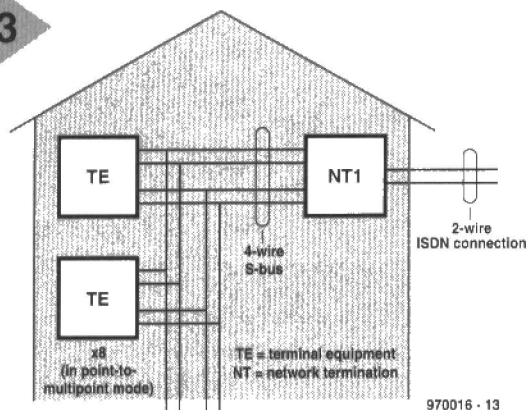 3
TE
NT1
2-wire
ISDN connection
4-wire
S-bus
TE
x8
(in point-to-
multipoint mode)
TE = terminal equipment
NT = network termination
970016 - 13